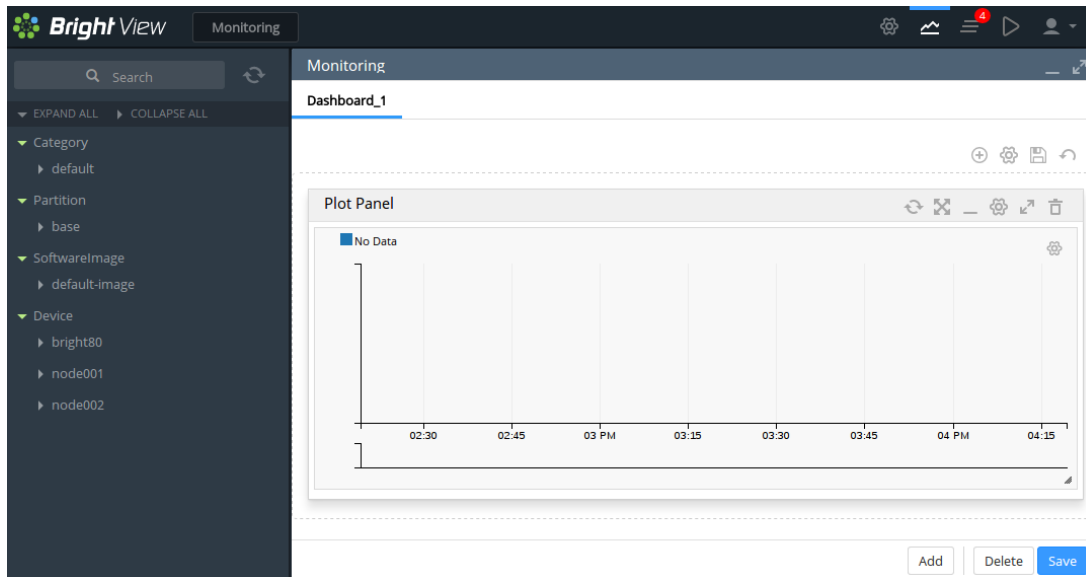 Bright View
Monitoring
4
Search
EXPAND ALL COLLAPSE ALL
Category
default
Partition
base
SoftwareImage
default-image
Device
bright80
node001
node002
Monitoring
Dashboard_1
Plot Panel
No Data
02:30 02:45 03 PM 03:15 03:30 03:45 04 PM 04:15
Add Delete Save